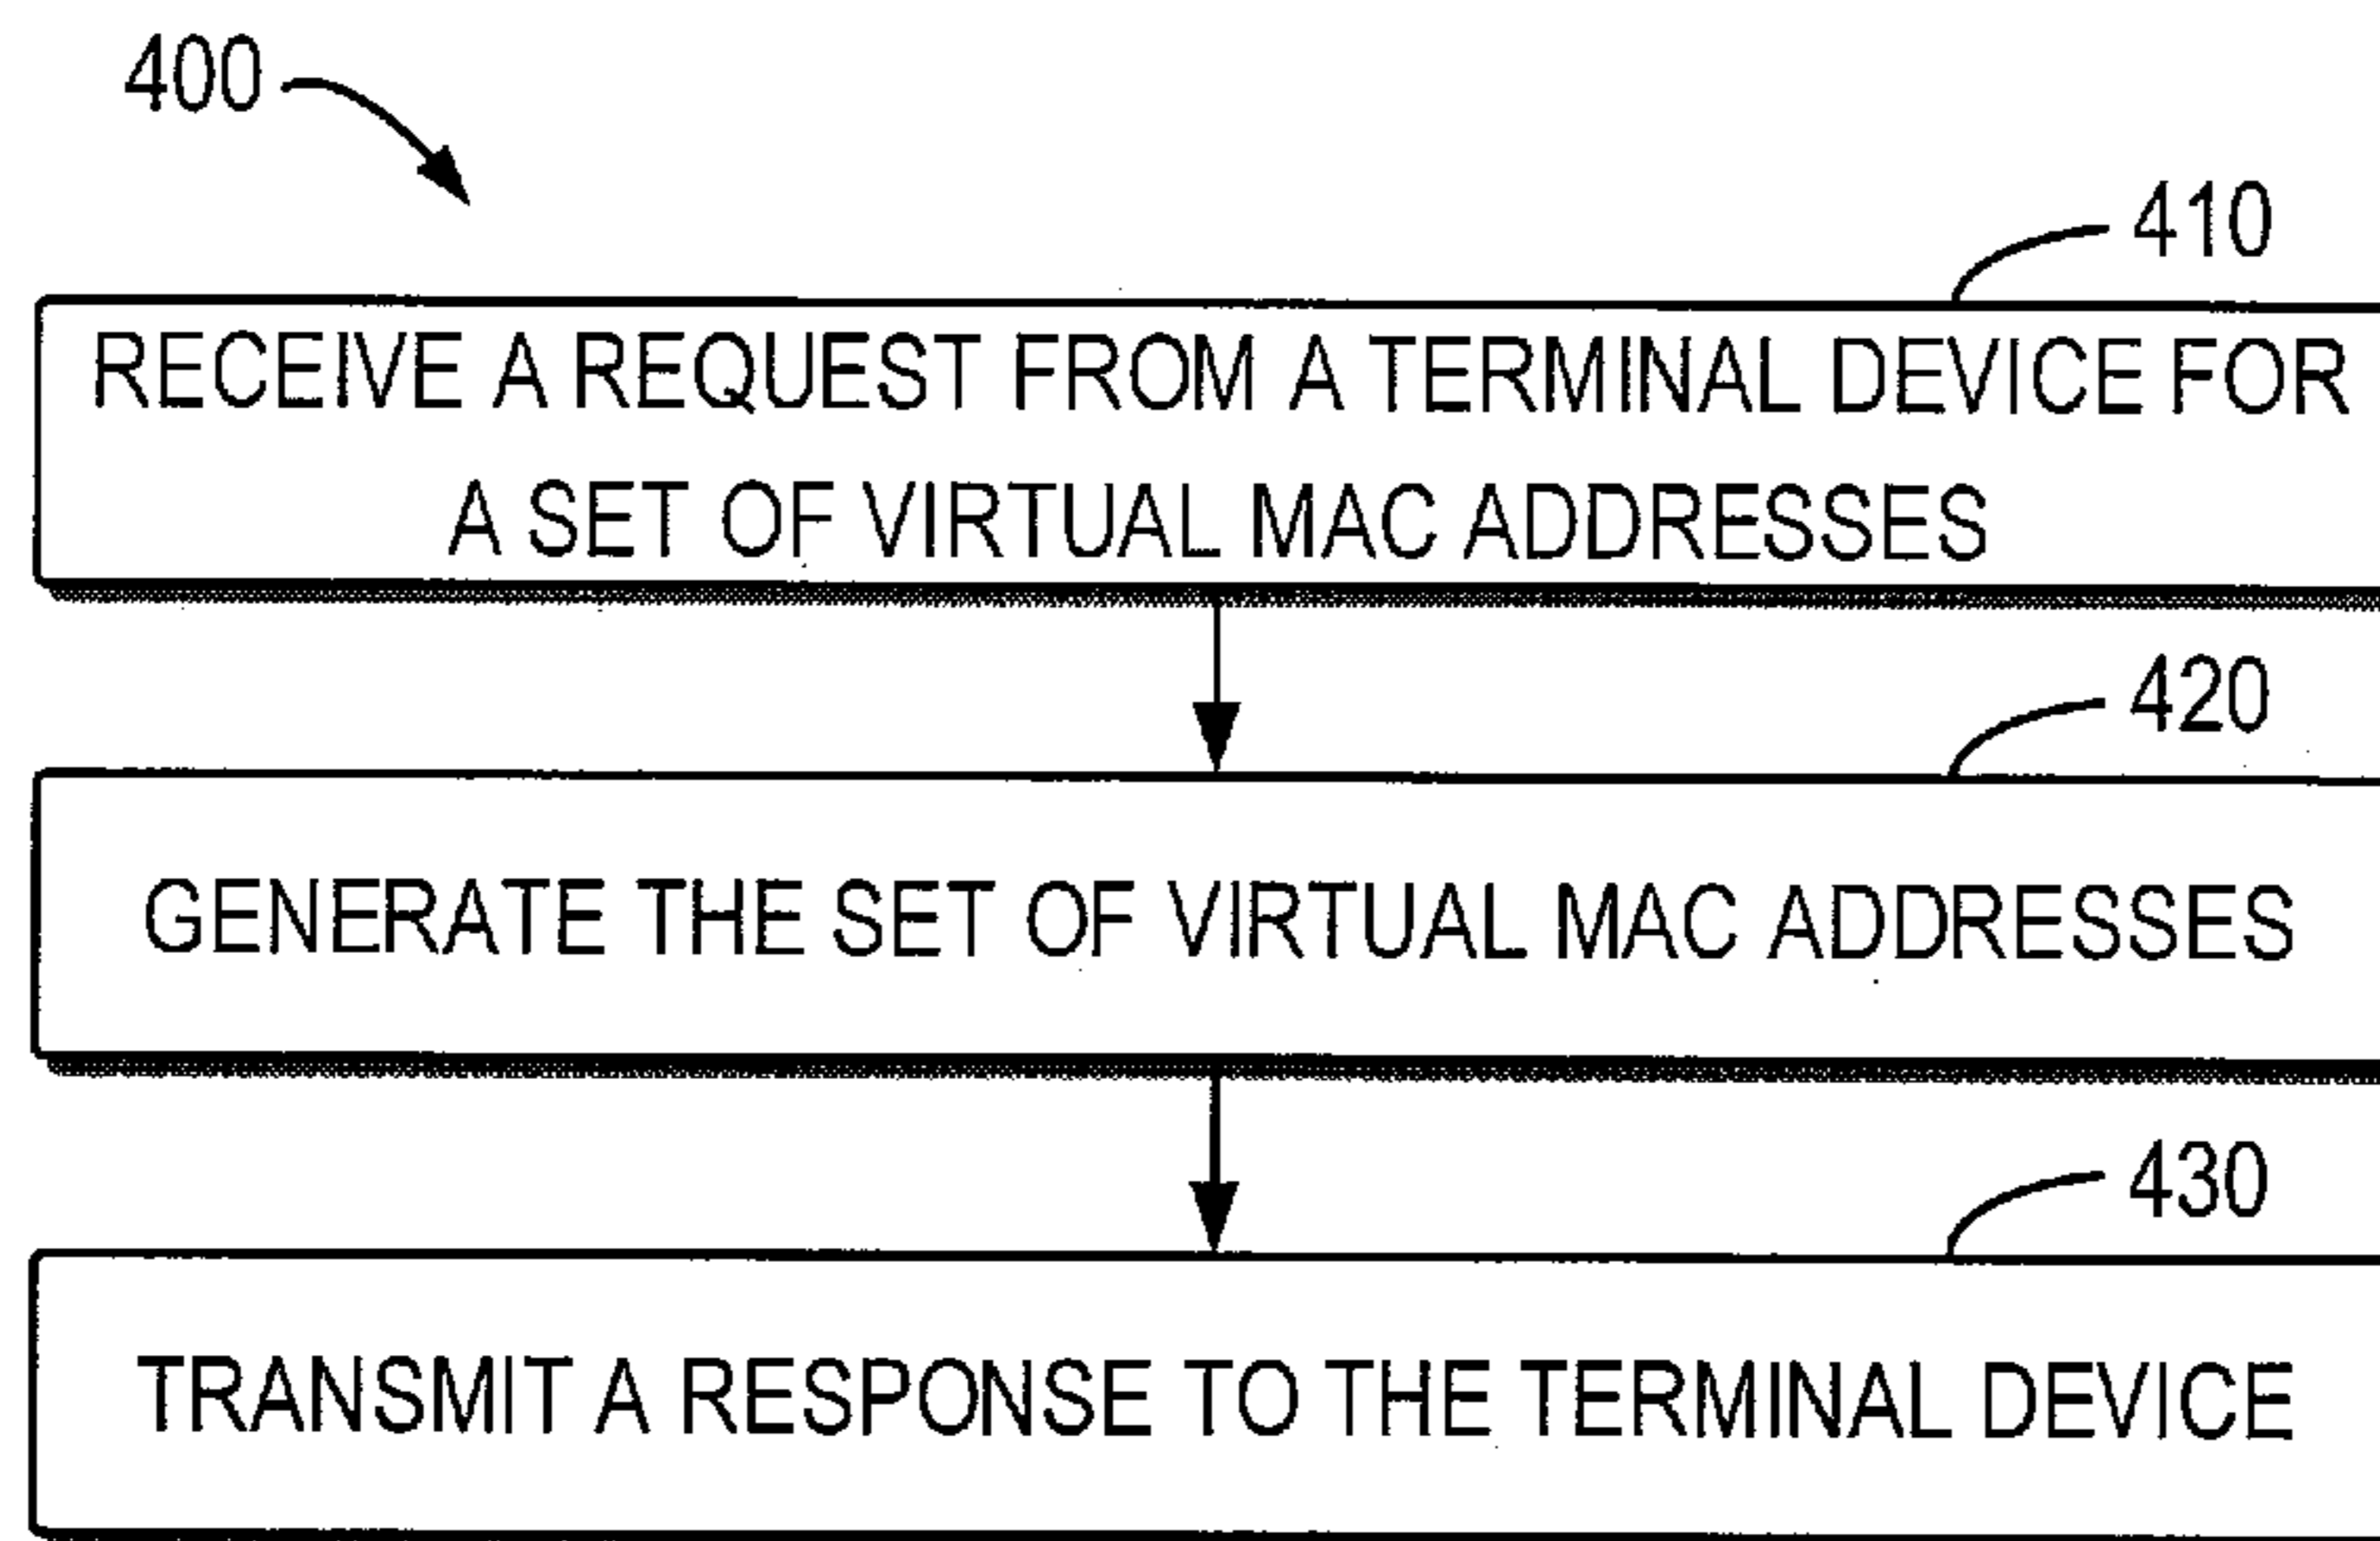 400
410
RECEIVE A REQUEST FROM A TERMINAL DEVICE FOR
A SET OF VIRTUAL MAC ADDRESSES
420
GENERATE THE SET OF VIRTUAL MAC ADDRESSES
430
TRANSMIT A RESPONSE TO THE TERMINAL DEVICE